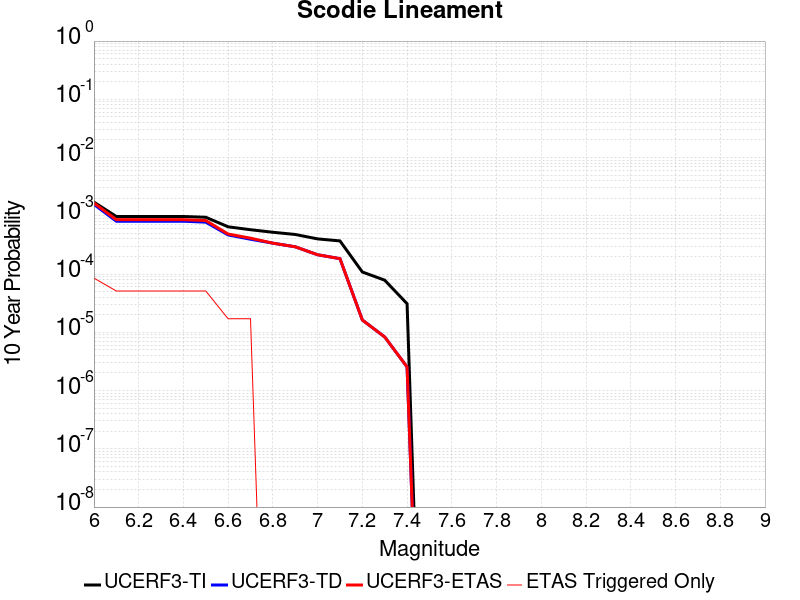 Scodie Lineament
10^0
10^-1
10^-2
10^-3
10^-4
10^-5
10^-6
10^-7
10^-8
10 Year Probability
6 6.2 6.4 6.6 6.8 7 7.2 7.4 7.6 7.8 8 8.2 8.4 8.6 8.8 9
Magnitude
UCERF3-TI UCERF3-TD UCERF3-ETAS ETAS Triggered Only